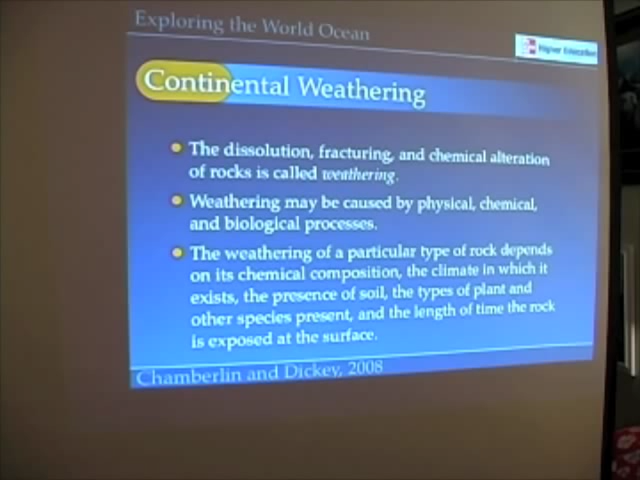 Exploring the World Ocean
Higher Education
Continental Weathering
The dissolution, fracturing, and chemical alteration
of rocks is called weathering.
Weathering may be caused by physical, chemical,
and biological processes.
The weathering of a particular type of rock depends
on its chemical composition, the climate in which it
exists, the presence of soil, the types of plant and
other species present, and the length of time the rock
is exposed at the surface.
Chamberlin and Dickey, 2008